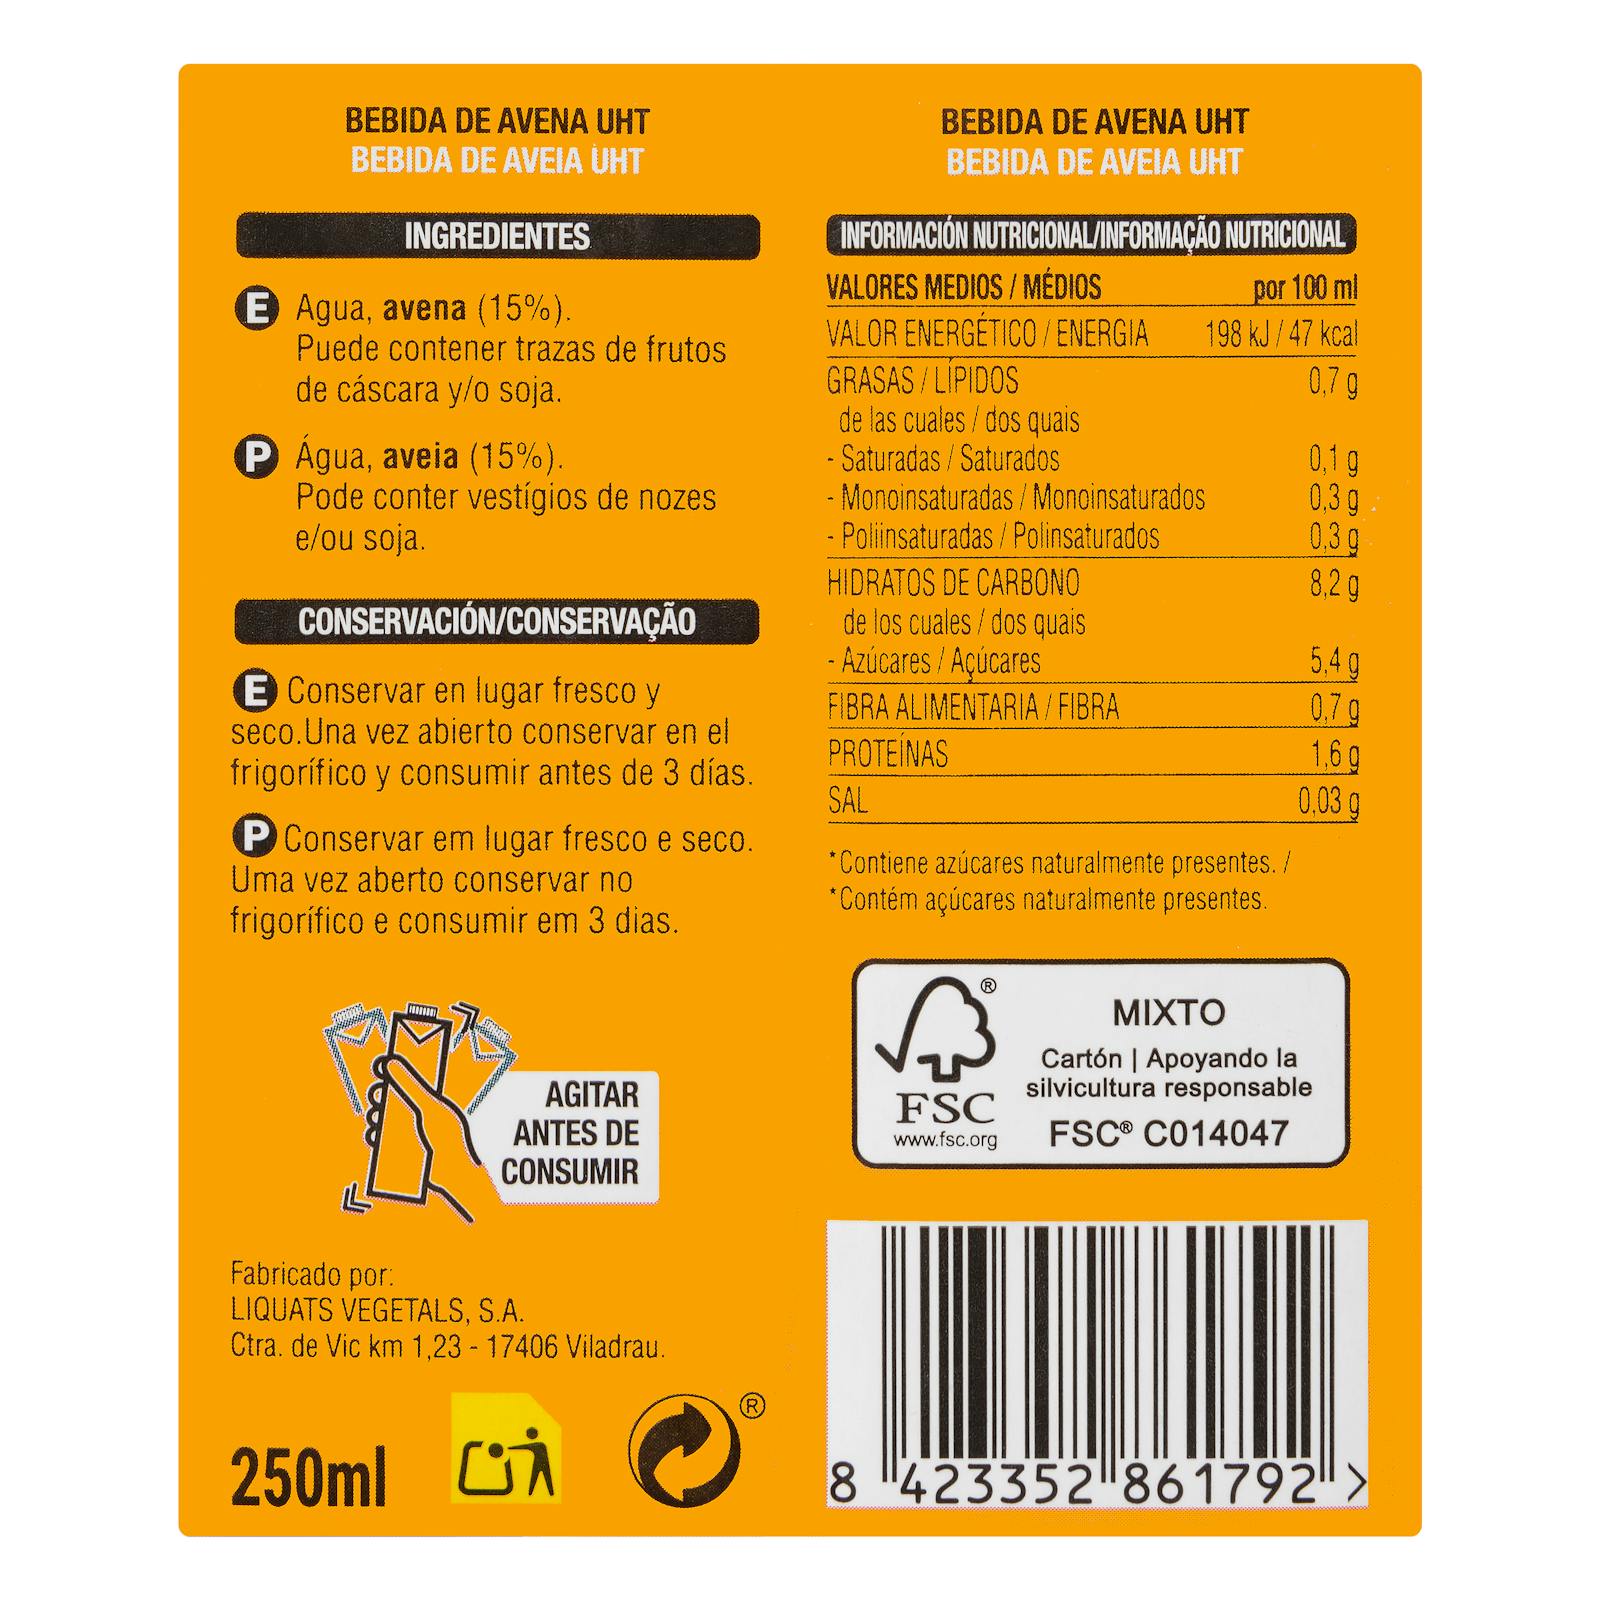 BEBIDA DE AVENA UHT
BEBIDA DE AVEIA UHT
INGREDIENTES
E Agua, avena (15%).
Puede contener trazas de frutos
de cáscara y/o soja.
P Água, aveia (15%).
Pode conter vestígios de nozes
e/ou soja.
CONSERVACIÓN/CONSERVAÇÃO
E Conservar en lugar fresco y
seco.Una vez abierto conservar en el
frigorífico y consumir antes de 3 días.
P Conservar em lugar fresco e seco.
Uma vez aberto conservar no
frigorífico e consumir em 3 dias.
AGITAR
ANTES DE
CONSUMIR
Fabricado por:
LIQUATS VEGETALS, S.A.
Ctra. de Vic km 1,23 - 17406 Viladrau.
250ml
®
BEBIDA DE AVENA UHT
BEBIDA DE AVEIA UHT
INFORMACIÓN NUTRICIONAL/INFORMAÇÃO NUTRICIONAL
VALORES MEDIOS / MÉDIOS por 100 ml
VALOR ENERGÉTICO / ENERGIA 198 kJ / 47 kcal
GRASAS / LÍPIDOS 0,7 g
de las cuales / dos quais
- Saturadas / Saturados 0,1 g
- Monoinsaturadas / Monoinsaturados 0,3 g
- Poliinsaturadas / Polinsaturados 0,3 g
HIDRATOS DE CARBONO 8,2 g
de los cuales / dos quais
- Azúcares / Açúcares 5,4 g
FIBRA ALIMENTARIA / FIBRA 0,7 g
PROTEÍNAS 1,6 g
SAL 0,03 g
*Contiene azúcares naturalmente presentes. /
*Contém açúcares naturalmente presentes.
®
FSC
www.fsc.org
MIXTO
Cartón | Apoyando la
silvicultura responsable
FSC® C014047
8 423352 861792 >